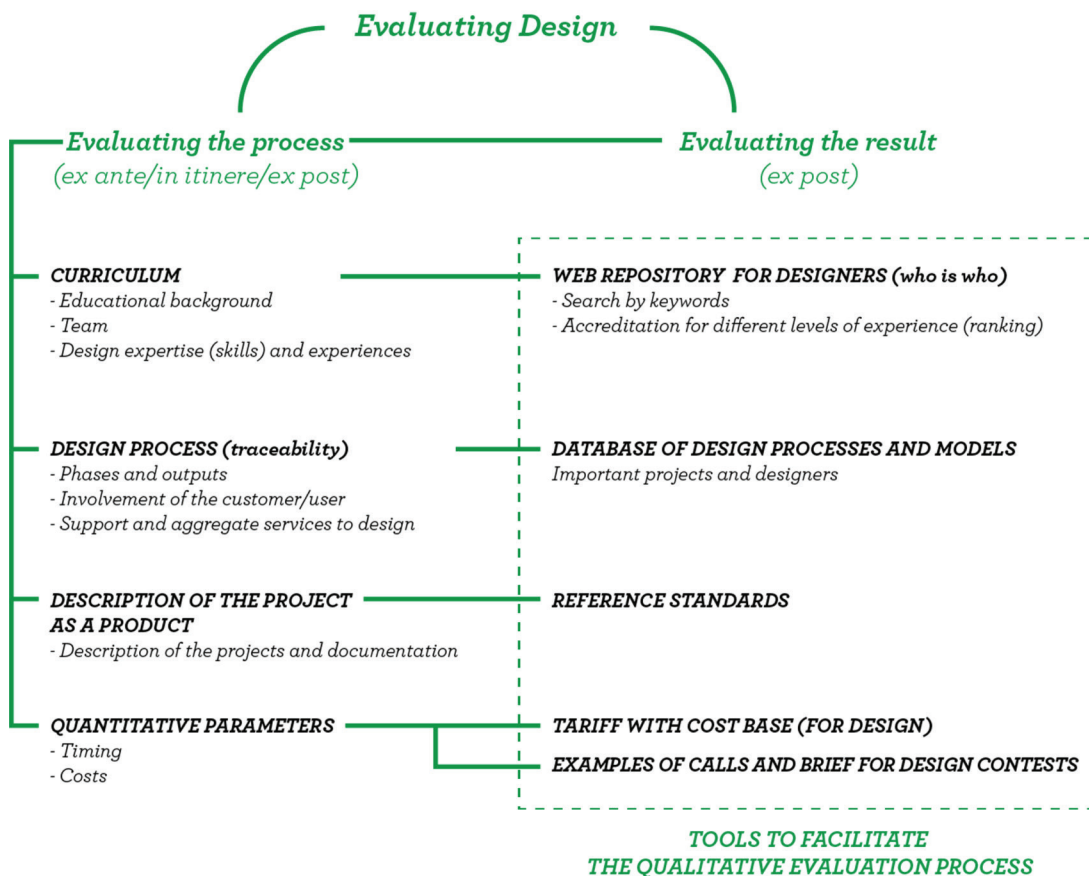 Evaluating Design
Evaluating the process
(ex ante/in itinere/ex post)
Evaluating the result
(ex post)
CURRICULUM
- Educational background
- Team
- Design expertise (skills) and experiences
WEB REPOSITORY FOR DESIGNERS (who is who)
- Search by keywords
- Accreditation for different levels of experience (ranking)
DESIGN PROCESS (traceability)
- Phases and outputs
- Involvement of the customer/user
- Support and aggregate services to design
DATABASE OF DESIGN PROCESSES AND MODELS
Important projects and designers
DESCRIPTION OF THE PROJECT
AS A PRODUCT
- Description of the projects and documentation
REFERENCE STANDARDS
QUANTITATIVE PARAMETERS
- Timing
- Costs
TARIFF WITH COST BASE (FOR DESIGN)
EXAMPLES OF CALLS AND BRIEF FOR DESIGN CONTESTS
TOOLS TO FACILITATE
THE QUALITATIVE EVALUATION PROCESS